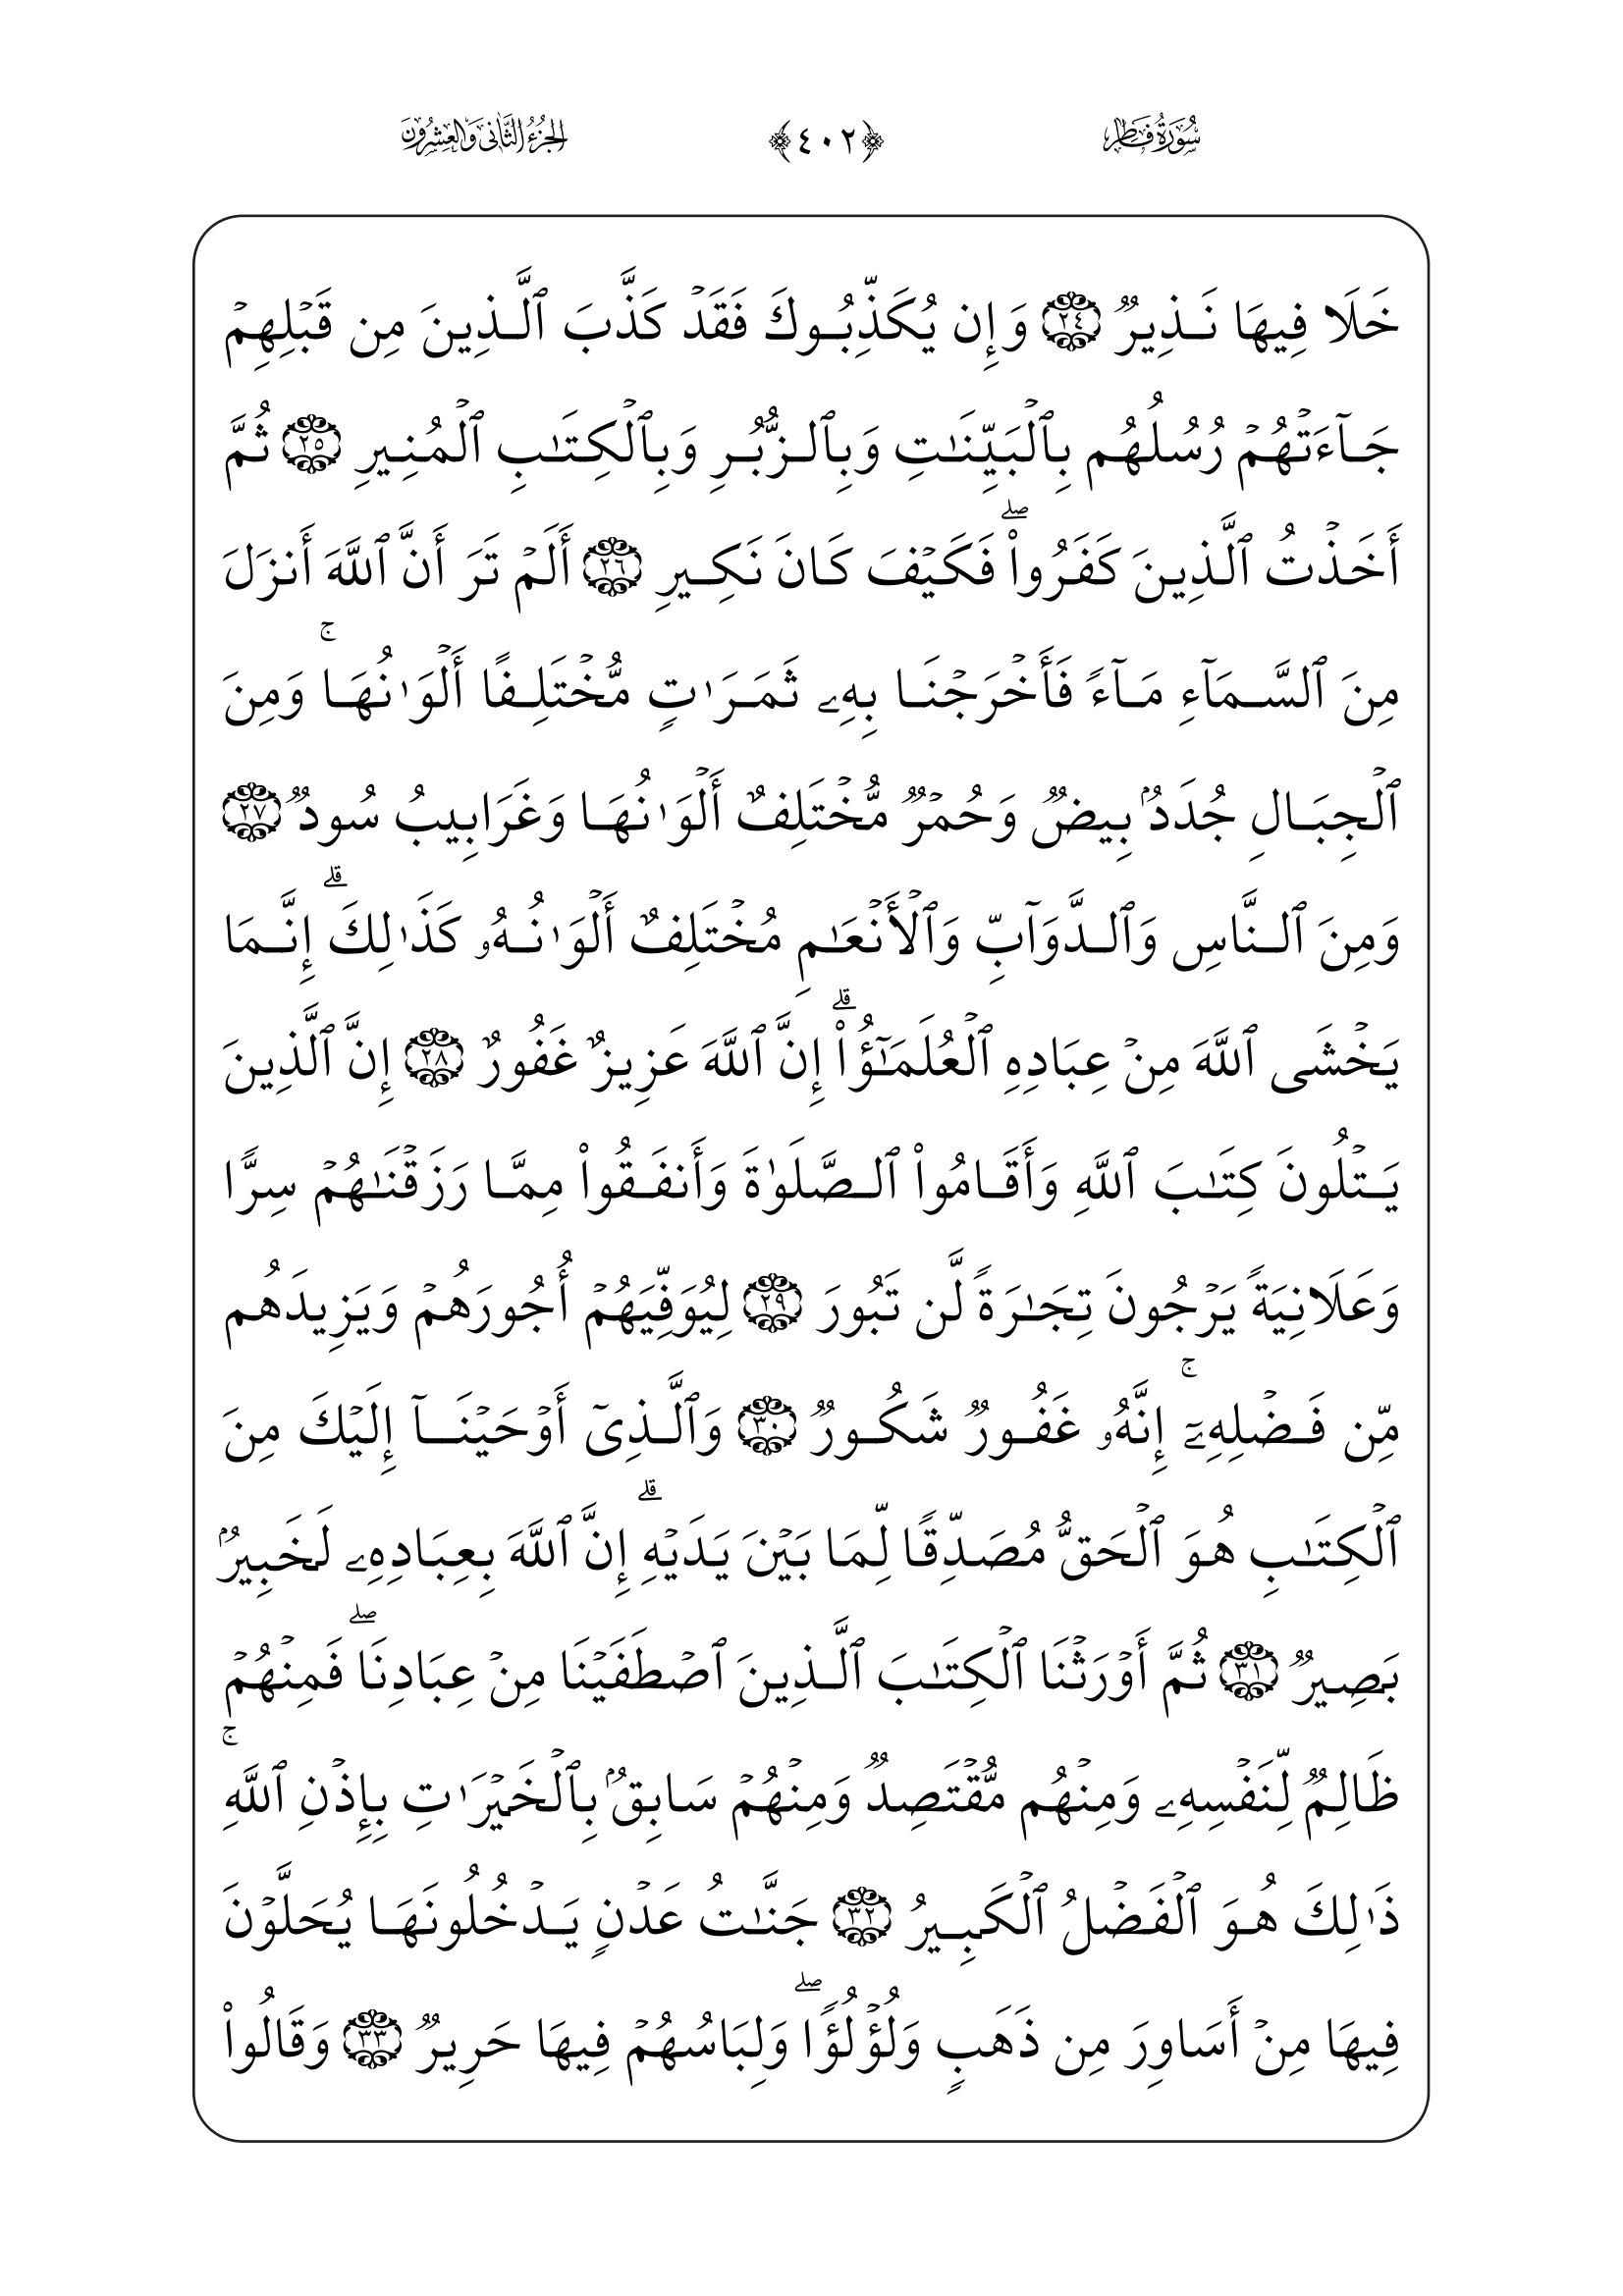 سُورَةُ فَاطِرٍ ﴿٤٠٢﴾ الجُزْءُ الثَّانِي وَالعِشْرُونَ
خَلَا فِيهَا نَذِيرٌ ٢٤ وَإِن يُكَذِّبُوكَ فَقَدۡ كَذَّبَ ٱلَّذِينَ مِن قَبۡلِهِمۡ
جَآءَتۡهُمۡ رُسُلُهُم بِٱلۡبَيِّنَٰتِ وَبِٱلزُّبُرِ وَبِٱلۡكِتَٰبِ ٱلۡمُنِيرِ ٢٥ ثُمَّ
أَخَذۡتُ ٱلَّذِينَ كَفَرُواْۖ فَكَيۡفَ كَانَ نَكِيرِ ٢٦ أَلَمۡ تَرَ أَنَّ ٱللَّهَ أَنزَلَ
مِنَ ٱلسَّمَآءِ مَآءً فَأَخۡرَجۡنَا بِهِۦ ثَمَرَٰتٍ مُّخۡتَلِفًا أَلۡوَٰنُهَاۚ وَمِنَ
ٱلۡجِبَالِ جُدَدُۢ بِيضٌ وَحُمۡرٌ مُّخۡتَلِفٌ أَلۡوَٰنُهَا وَغَرَابِيبُ سُودٌ ٢٧
وَمِنَ ٱلنَّاسِ وَٱلدَّوَآبِّ وَٱلۡأَنۡعَٰمِ مُخۡتَلِفٌ أَلۡوَٰنُهُۥ كَذَٰلِكَۗ إِنَّمَا
يَخۡشَى ٱللَّهَ مِنۡ عِبَادِهِ ٱلۡعُلَمَٰٓؤُاْۗ إِنَّ ٱللَّهَ عَزِيزٌ غَفُورٌ ٢٨ إِنَّ ٱلَّذِينَ
يَتۡلُونَ كِتَٰبَ ٱللَّهِ وَأَقَامُواْ ٱلصَّلَوٰةَ وَأَنفَقُواْ مِمَّا رَزَقۡنَٰهُمۡ سِرًّا
وَعَلَانِيَةً يَرۡجُونَ تِجَٰرَةً لَّن تَبُورَ ٢٩ لِيُوَفِّيَهُمۡ أُجُورَهُمۡ وَيَزِيدَهُم
مِّن فَضۡلِهِۦٓۚ إِنَّهُۥ غَفُورٌ شَكُورٌ ٣٠ وَٱلَّذِيٓ أَوۡحَيۡنَآ إِلَيۡكَ مِنَ
ٱلۡكِتَٰبِ هُوَ ٱلۡحَقُّ مُصَدِّقًا لِّمَا بَيۡنَ يَدَيۡهِۗ إِنَّ ٱللَّهَ بِعِبَادِهِۦ لَخَبِيرُۢ
بَصِيرٌ ٣١ ثُمَّ أَوۡرَثۡنَا ٱلۡكِتَٰبَ ٱلَّذِينَ ٱصۡطَفَيۡنَا مِنۡ عِبَادِنَاۖ فَمِنۡهُمۡ
ظَالِمٌ لِّنَفۡسِهِۦ وَمِنۡهُم مُّقۡتَصِدٌ وَمِنۡهُمۡ سَابِقُۢ بِٱلۡخَيۡرَٰتِ بِإِذۡنِ ٱللَّهِۚ
ذَٰلِكَ هُوَ ٱلۡفَضۡلُ ٱلۡكَبِيرُ ٣٢ جَنَّٰتُ عَدۡنٍ يَدۡخُلُونَهَا يُحَلَّوۡنَ
فِيهَا مِنۡ أَسَاوِرَ مِن ذَهَبٍ وَلُؤۡلُؤًاۖ وَلِبَاسُهُمۡ فِيهَا حَرِيرٌ ٣٣ وَقَالُواْ